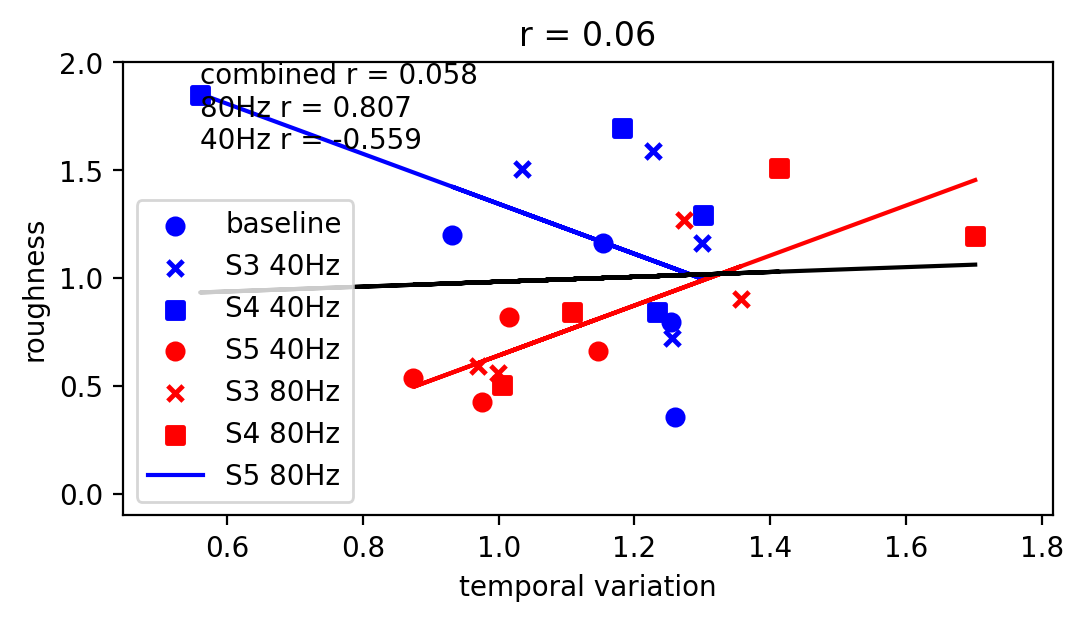 r = 0.06
combined r = 0.058
80Hz r = 0.807
40Hz r = -0.559
baseline
S3 40Hz
S4 40Hz
S5 40Hz
S3 80Hz
S4 80Hz
S5 80Hz
2.0
1.5
1.0
0.5
0.0
roughness
0.6 0.8 1.0 1.2 1.4 1.6 1.8
temporal variation